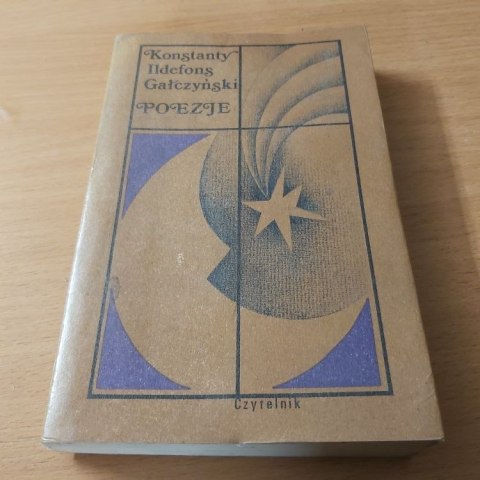 Konstanty
Ildefons
Gałczyński
POEZJE
Czytelnik